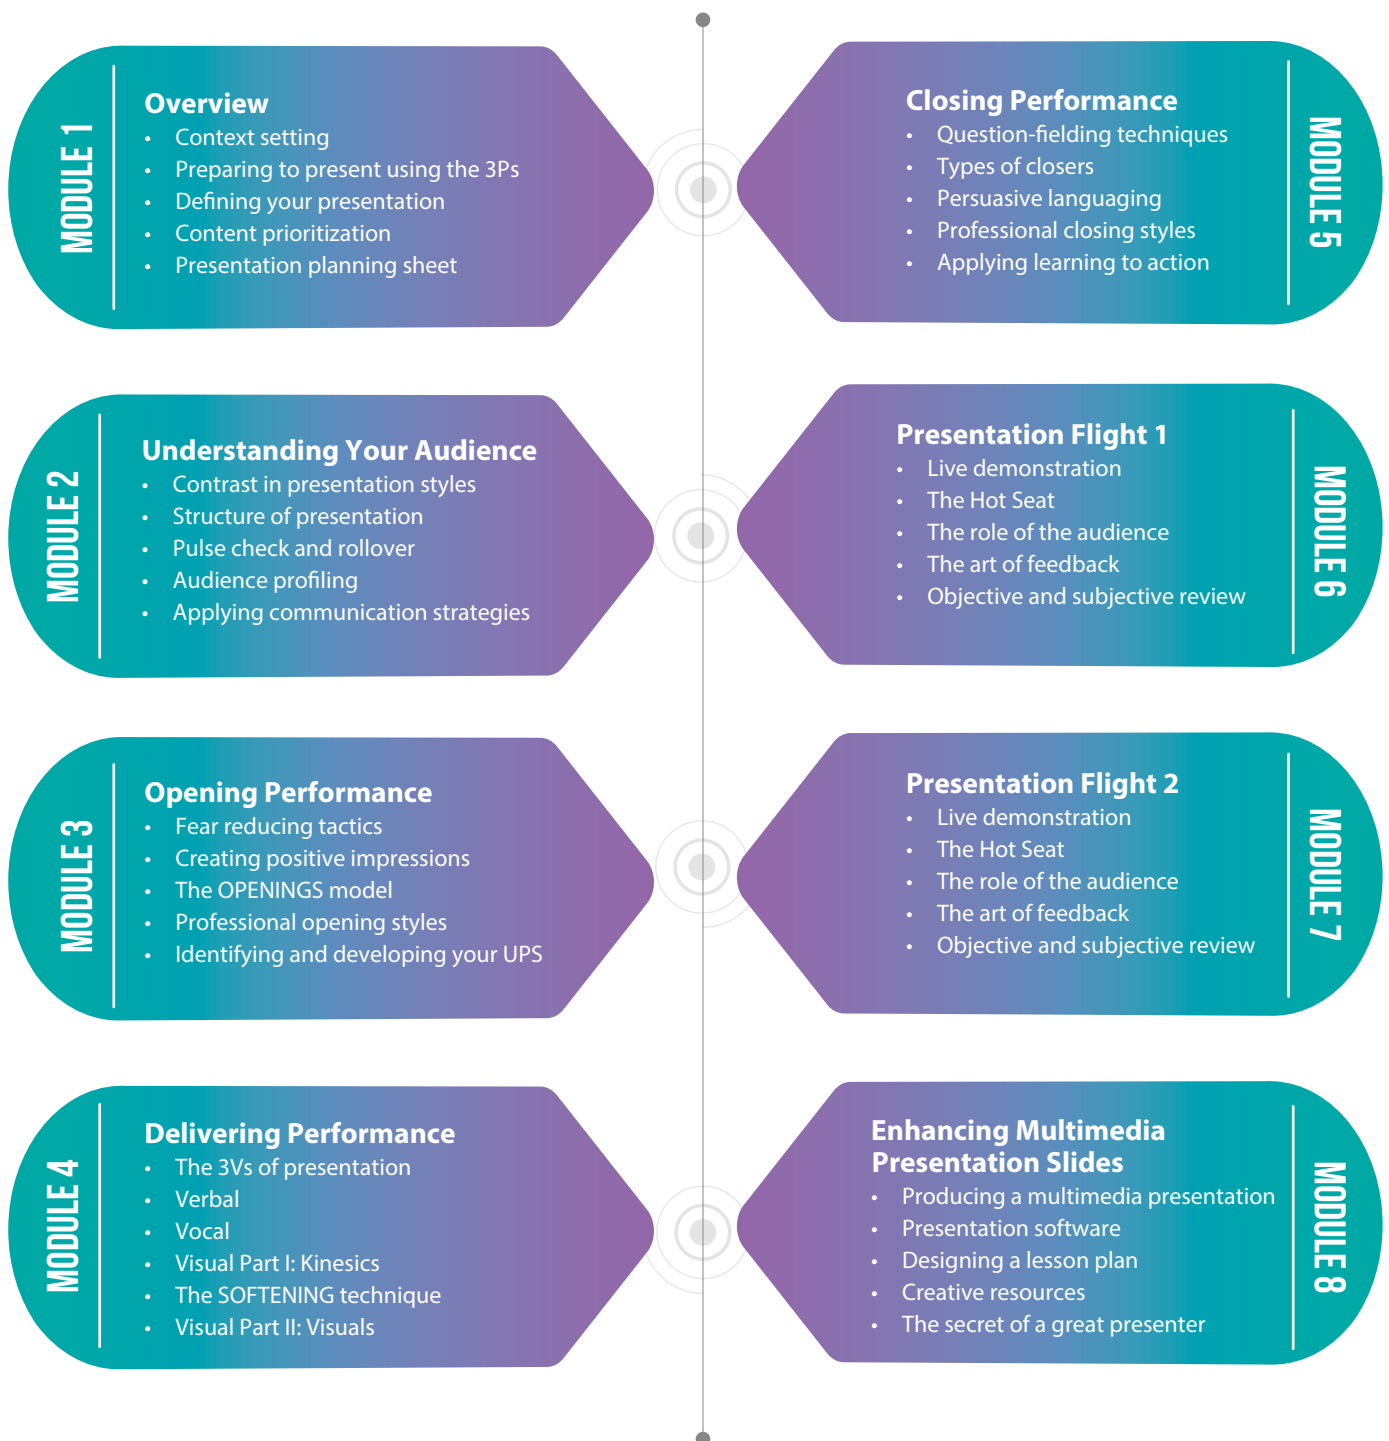 MODULE 1
Overview
• Context setting
• Preparing to present using the 3Ps
• Defining your presentation
• Content prioritization
• Presentation planning sheet
MODULE 2
Understanding Your Audience
• Contrast in presentation styles
• Structure of presentation
• Pulse check and rollover
• Audience profiling
• Applying communication strategies
MODULE 3
Opening Performance
• Fear reducing tactics
• Creating positive impressions
• The OPENINGS model
• Professional opening styles
• Identifying and developing your UPS
MODULE 4
Delivering Performance
• The 3Vs of presentation
• Verbal
• Vocal
• Visual Part I: Kinesics
• The SOFTENING technique
• Visual Part II: Visuals
MODULE 5
Closing Performance
• Question-fielding techniques
• Types of closers
• Persuasive languaging
• Professional closing styles
• Applying learning to action
MODULE 6
Presentation Flight 1
• Live demonstration
• The Hot Seat
• The role of the audience
• The art of feedback
• Objective and subjective review
MODULE 7
Presentation Flight 2
• Live demonstration
• The Hot Seat
• The role of the audience
• The art of feedback
• Objective and subjective review
MODULE 8
Enhancing Multimedia
Presentation Slides
• Producing a multimedia presentation
• Presentation software
• Designing a lesson plan
• Creative resources
• The secret of a great presenter